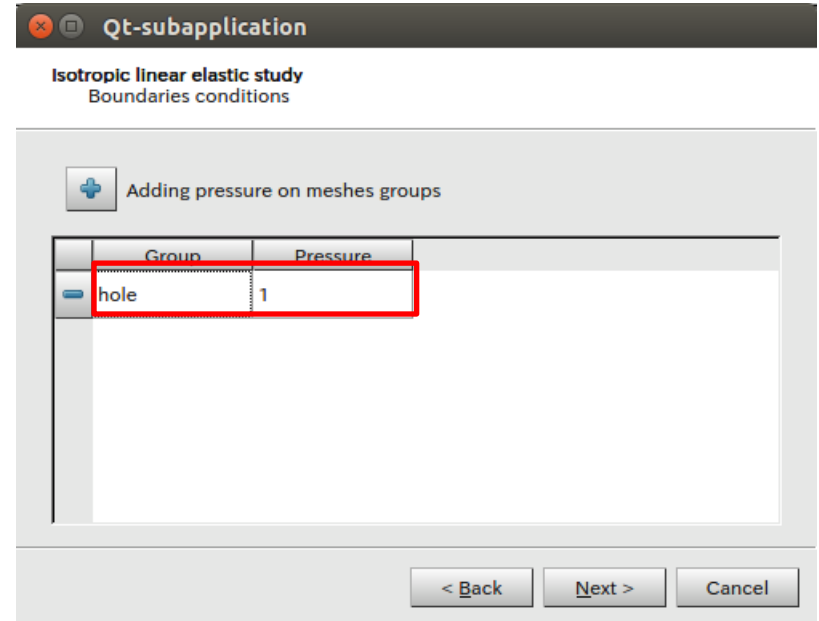 Qt-subapplication
Isotropic linear elastic study
Boundaries conditions
Adding pressure on meshes groups
Group Pressure
hole 1
< Back Next > Cancel